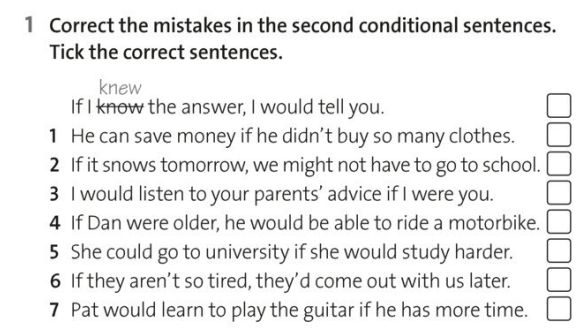 1 Correct the mistakes in the second conditional sentences.
Tick the correct sentences.
knew
If I know the answer, I would tell you.
1 He can save money if he didn't buy so many clothes.
2 If it snows tomorrow, we might not have to go to school.
3 I would listen to your parents' advice if I were you.
4 If Dan were older, he would be able to ride a motorbike.
5 She could go to university if she would study harder.
6 If they aren't so tired, they'd come out with us later.
7 Pat would learn to play the guitar if he has more time.